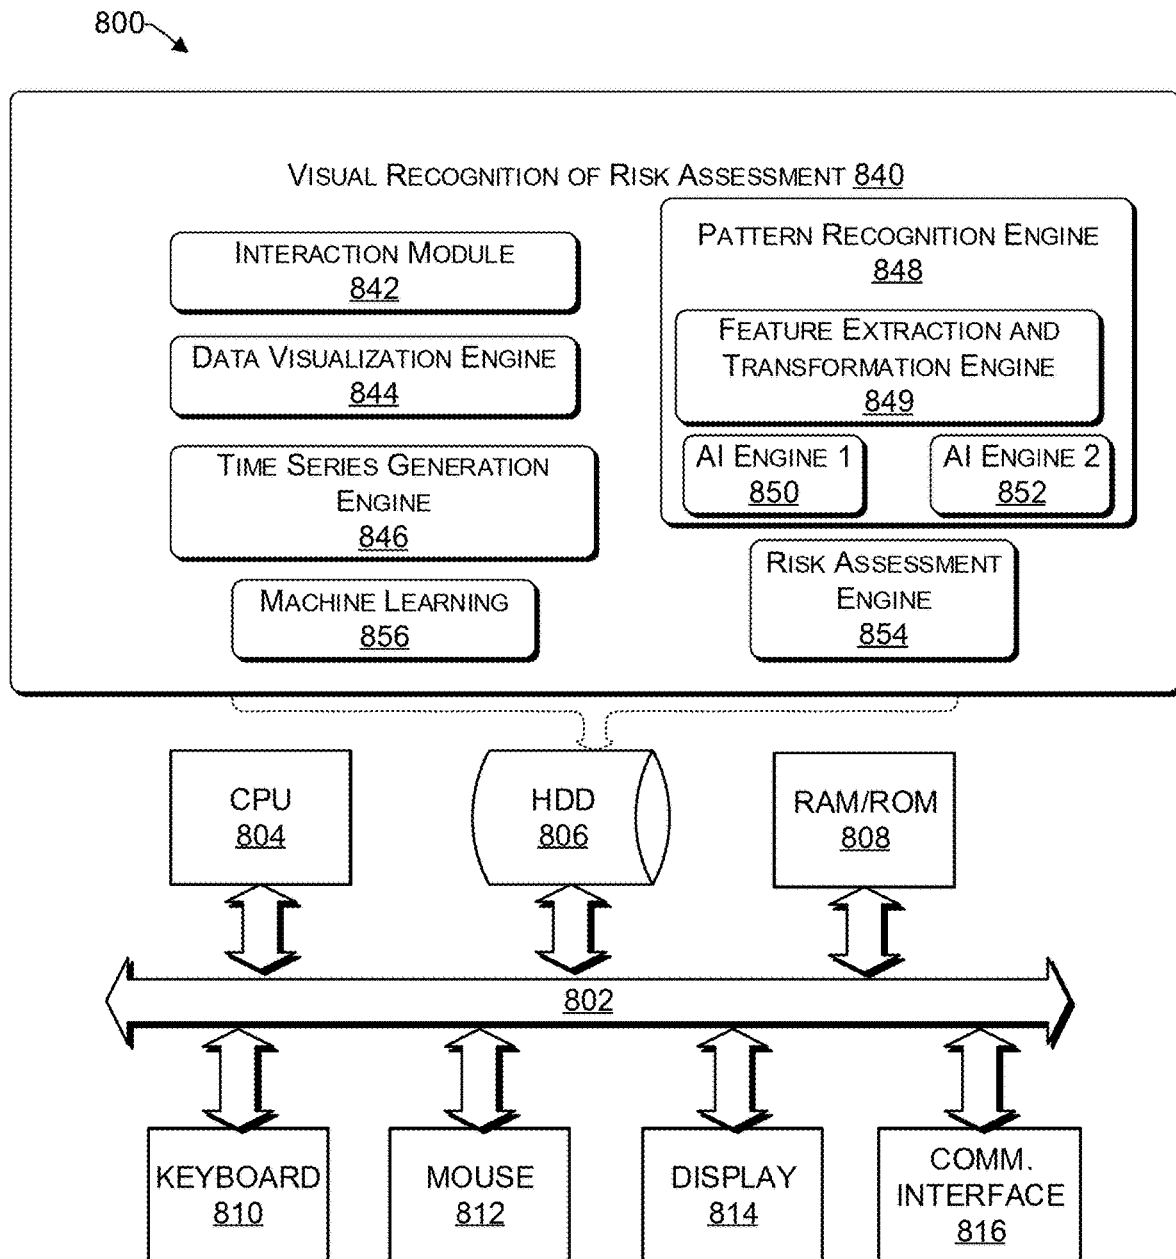 800
VISUAL RECOGNITION OF RISK ASSESSMENT 840
INTERACTION MODULE
842
DATA VISUALIZATION ENGINE
844
TIME SERIES GENERATION
ENGINE
846
MACHINE LEARNING
856
PATTERN RECOGNITION ENGINE
848
FEATURE EXTRACTION AND
TRANSFORMATION ENGINE
849
AI ENGINE 1
850
AI ENGINE 2
852
RISK ASSESSMENT
ENGINE
854
CPU
804
HDD
806
RAM/ROM
808
802
KEYBOARD
810
MOUSE
812
DISPLAY
814
COMM.
INTERFACE
816